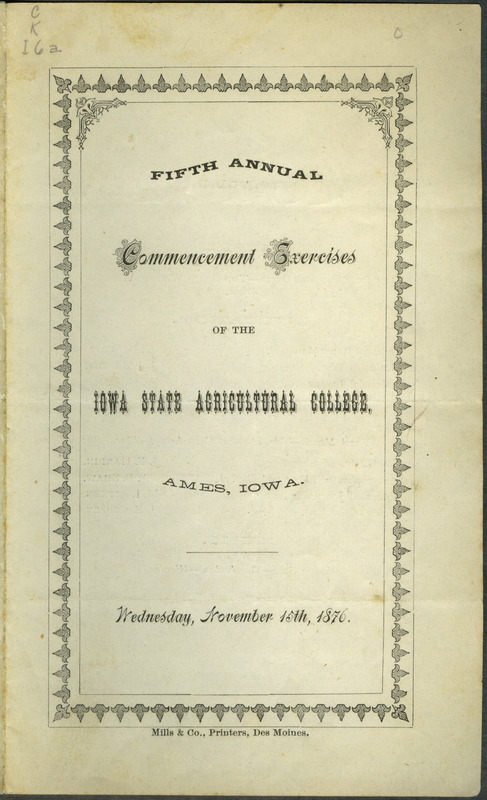 C
K
I6a
FIFTH ANNUAL
Commencement Exercises
OF THE
IOWA STATE AGRICULTURAL COLLEGE,
AMES, IOWA.
Wednesday, November 15th, 1876.
Mills & Co., Printers, Des Moines.